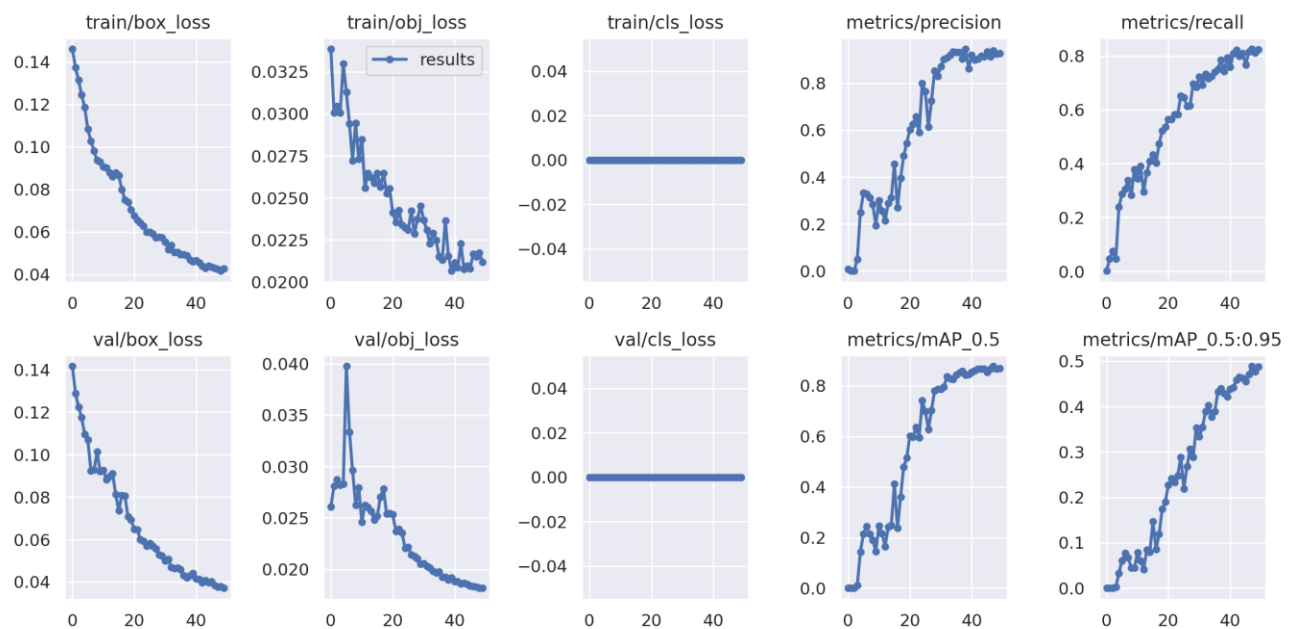 train/box_loss
train/obj_loss
train/cls_loss
metrics/precision
metrics/recall
0.14
0.12
0.10
0.08
0.06
0.04
0 20 40
results
0.0325
0.0300
0.0275
0.0250
0.0225
0.0200
0 20 40
0.04
0.02
0.00
−0.02
−0.04
0 20 40
0.8
0.6
0.4
0.2
0.0
0 20 40
0.8
0.6
0.4
0.2
0.0
0 20 40
val/box_loss
val/obj_loss
val/cls_loss
metrics/mAP_0.5
metrics/mAP_0.5:0.95
0.14
0.12
0.10
0.08
0.06
0.04
0 20 40
0.040
0.035
0.030
0.025
0.020
0 20 40
0.04
0.02
0.00
−0.02
−0.04
0 20 40
0.8
0.6
0.4
0.2
0.0
0 20 40
0.5
0.4
0.3
0.2
0.1
0.0
0 20 40